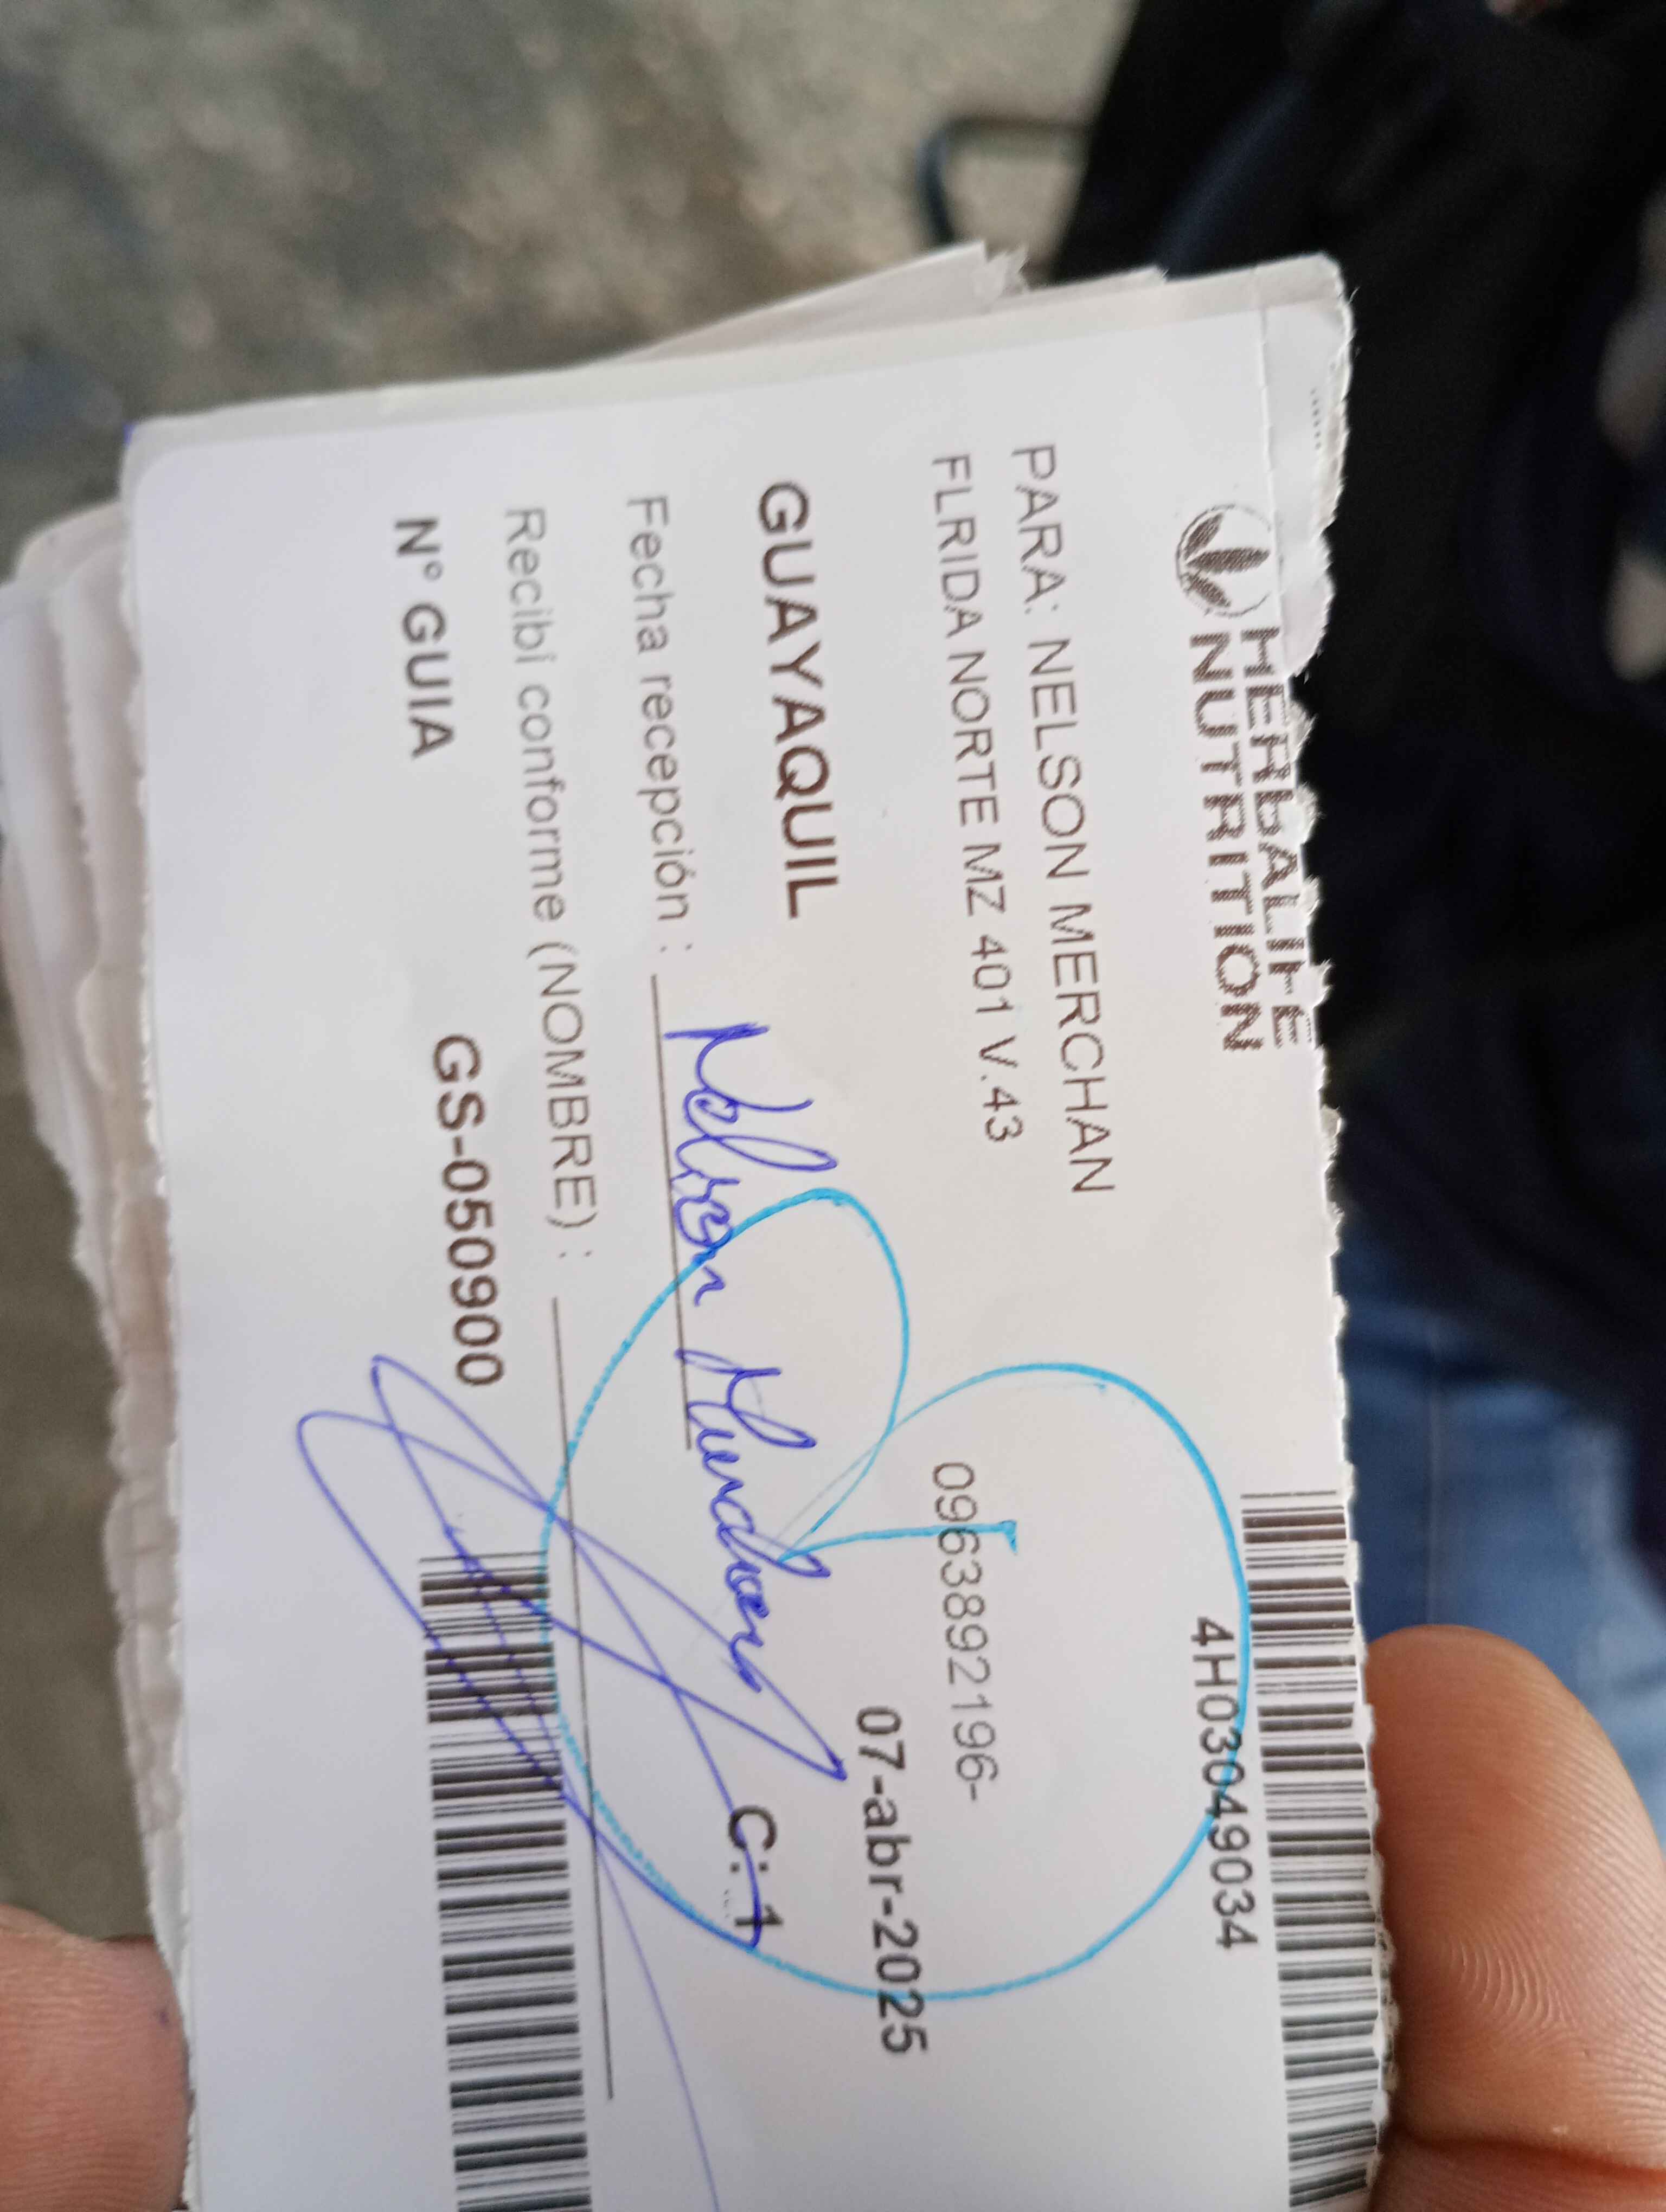 HERBALIFE
NUTRITION
4H03049034
PARA: NELSON MERCHAN
FLRIDA NORTE MZ 401 V.43
0963892196-
GUAYAQUIL
07-abr-2025
Fecha recepción : Nelson
C: 1
Recibí conforme (NOMBRE) :
N° GUIA GS-050900